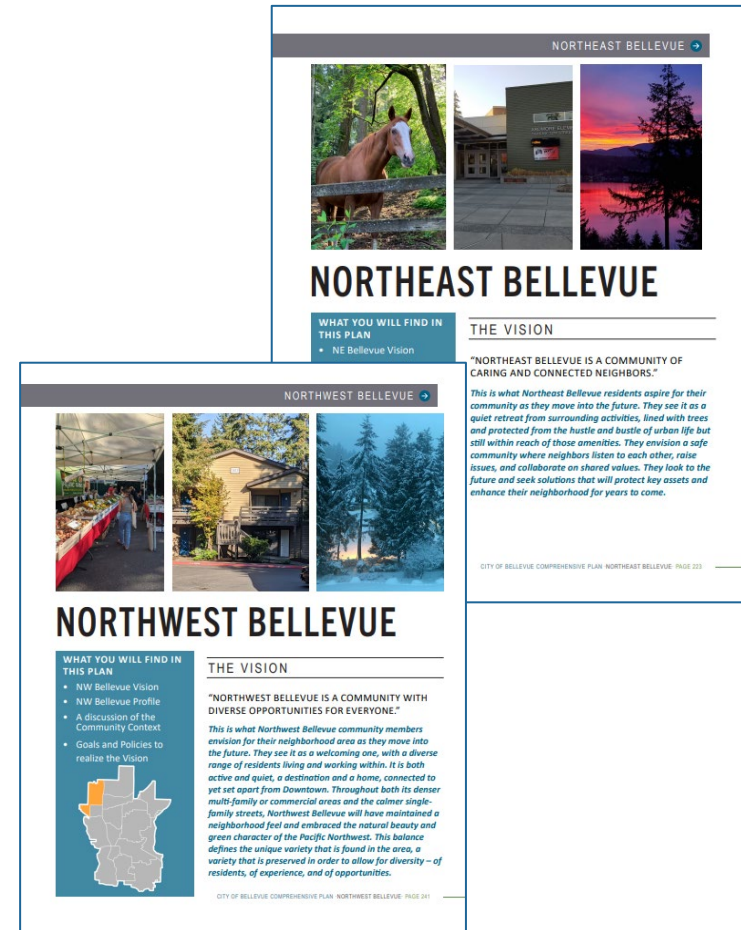 NORTHEAST BELLEVUE
NORTHEAST BELLEVUE
WHAT YOU WILL FIND IN
THIS PLAN
• NE Bellevue Vision
THE VISION
“NORTHEAST BELLEVUE IS A COMMUNITY OF
CARING AND CONNECTED NEIGHBORS.”
This is what Northeast Bellevue residents aspire for their
community as they move into the future. They see it as a
quiet retreat from surrounding activities, lined with trees
and protected from the hustle and bustle of urban life but
still within reach of those amenities. They envision a safe
community where neighbors listen to each other, raise
issues, and collaborate on shared values. They look to the
future and seek solutions that will protect key assets and
enhance their neighborhood for years to come.
CITY OF BELLEVUE COMPREHENSIVE PLAN NORTHEAST BELLEVUE PAGE 223
NORTHWEST BELLEVUE
NORTHWEST BELLEVUE
WHAT YOU WILL FIND IN
THIS PLAN
• NW Bellevue Vision
• NW Bellevue Profile
• A discussion of the
Community Context
• Goals and Policies to
realize the Vision
THE VISION
“NORTHWEST BELLEVUE IS A COMMUNITY WITH
DIVERSE OPPORTUNITIES FOR EVERYONE.”
This is what Northwest Bellevue community members
envision for their neighborhood area as they move into
the future. They see it as a welcoming one, with a diverse
range of residents living and working within. It is both
active and quiet, a destination and a home, connected to
yet set apart from Downtown. Throughout both its denser
multi-family or commercial areas and the calmer single-
family streets, Northwest Bellevue will have maintained a
neighborhood feel and embraced the natural beauty and
green character of the Pacific Northwest. This balance
defines the unique variety that is found in the area, a
variety that is preserved in order to allow for diversity – of
residents, of experience, and of opportunities.
CITY OF BELLEVUE COMPREHENSIVE PLAN NORTHWEST BELLEVUE PAGE 241